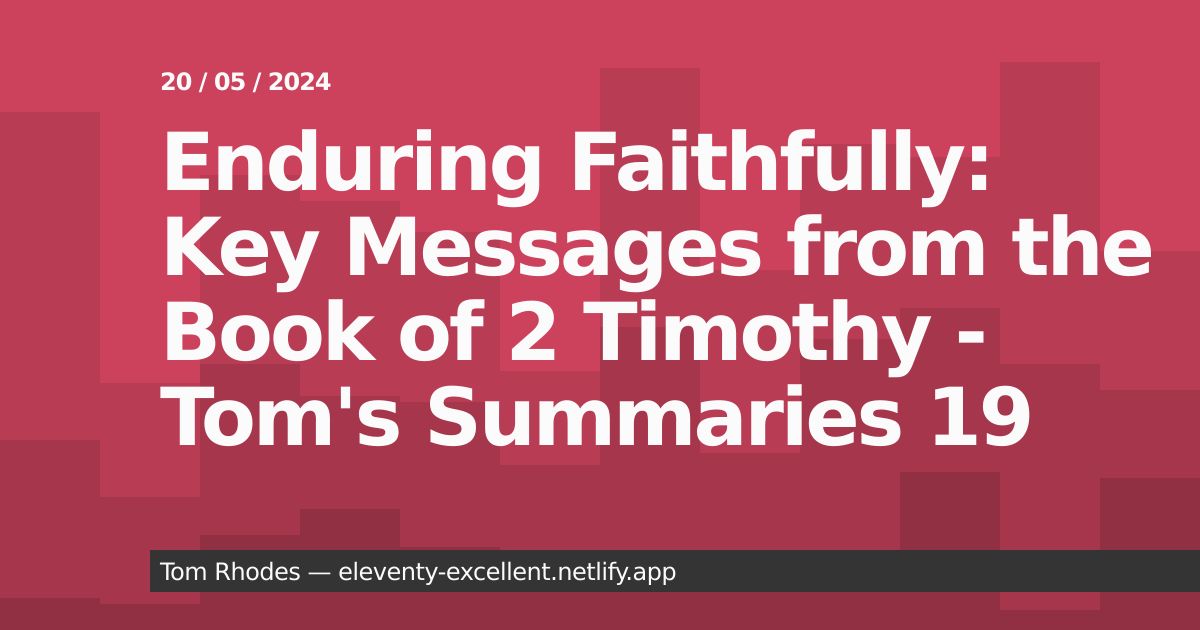 20 / 05 / 2024
Enduring Faithfully:
Key Messages from the
Book of 2 Timothy -
Tom's Summaries 19
Tom Rhodes — eleventy-excellent.netlify.app